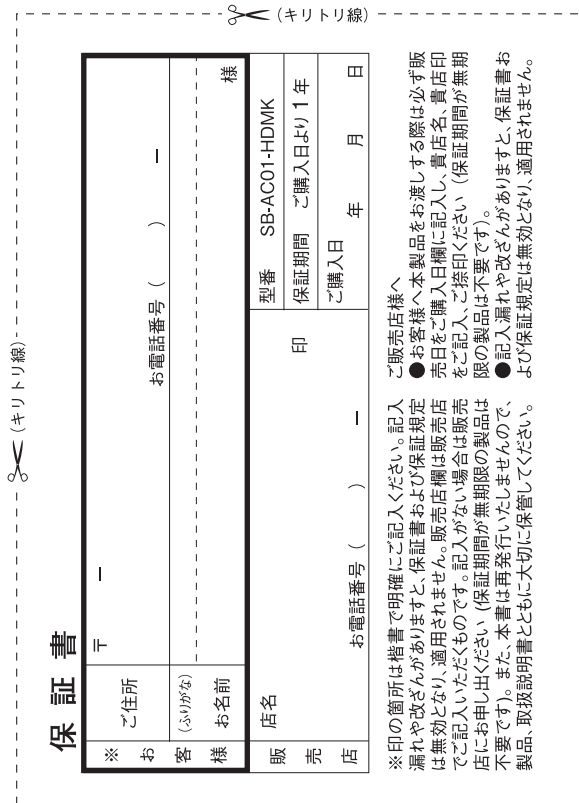 (キリトリ線)
(キリトリ線)
保証書
※お客様
ご住所
〒 ー
お電話番号 ( ) ー
(ふりがな)
お名前
様
販売店
店名
印
お電話番号 ( ) ー
型番 SB-AC01-HDMK
保証期間 ご購入日より1年
ご購入日
年 月 日
※印の箇所は楷書で明確にご記入ください。記入
漏れや改ざんがありますと、保証書および保証規定
は無効となり、適用されません。販売店欄は販売店
でご記入いただくものです。記入がない場合は販売
店にお申し出ください (保証期間が無期限の製品は
不要です)。また、本書は再発行いたしませんので、
製品、取扱説明書とともに大切に保管してください。
ご販売店様へ
●お客様へ本製品をお渡しする際は必ず販
売日をご購入日欄に記入し、貴店名、貴店印
をご記入、ご捺印ください (保証期間が無期
限の製品は不要です)。
●記入漏れや改ざんがありますと、保証書お
よび保証規定は無効となり、適用されません。